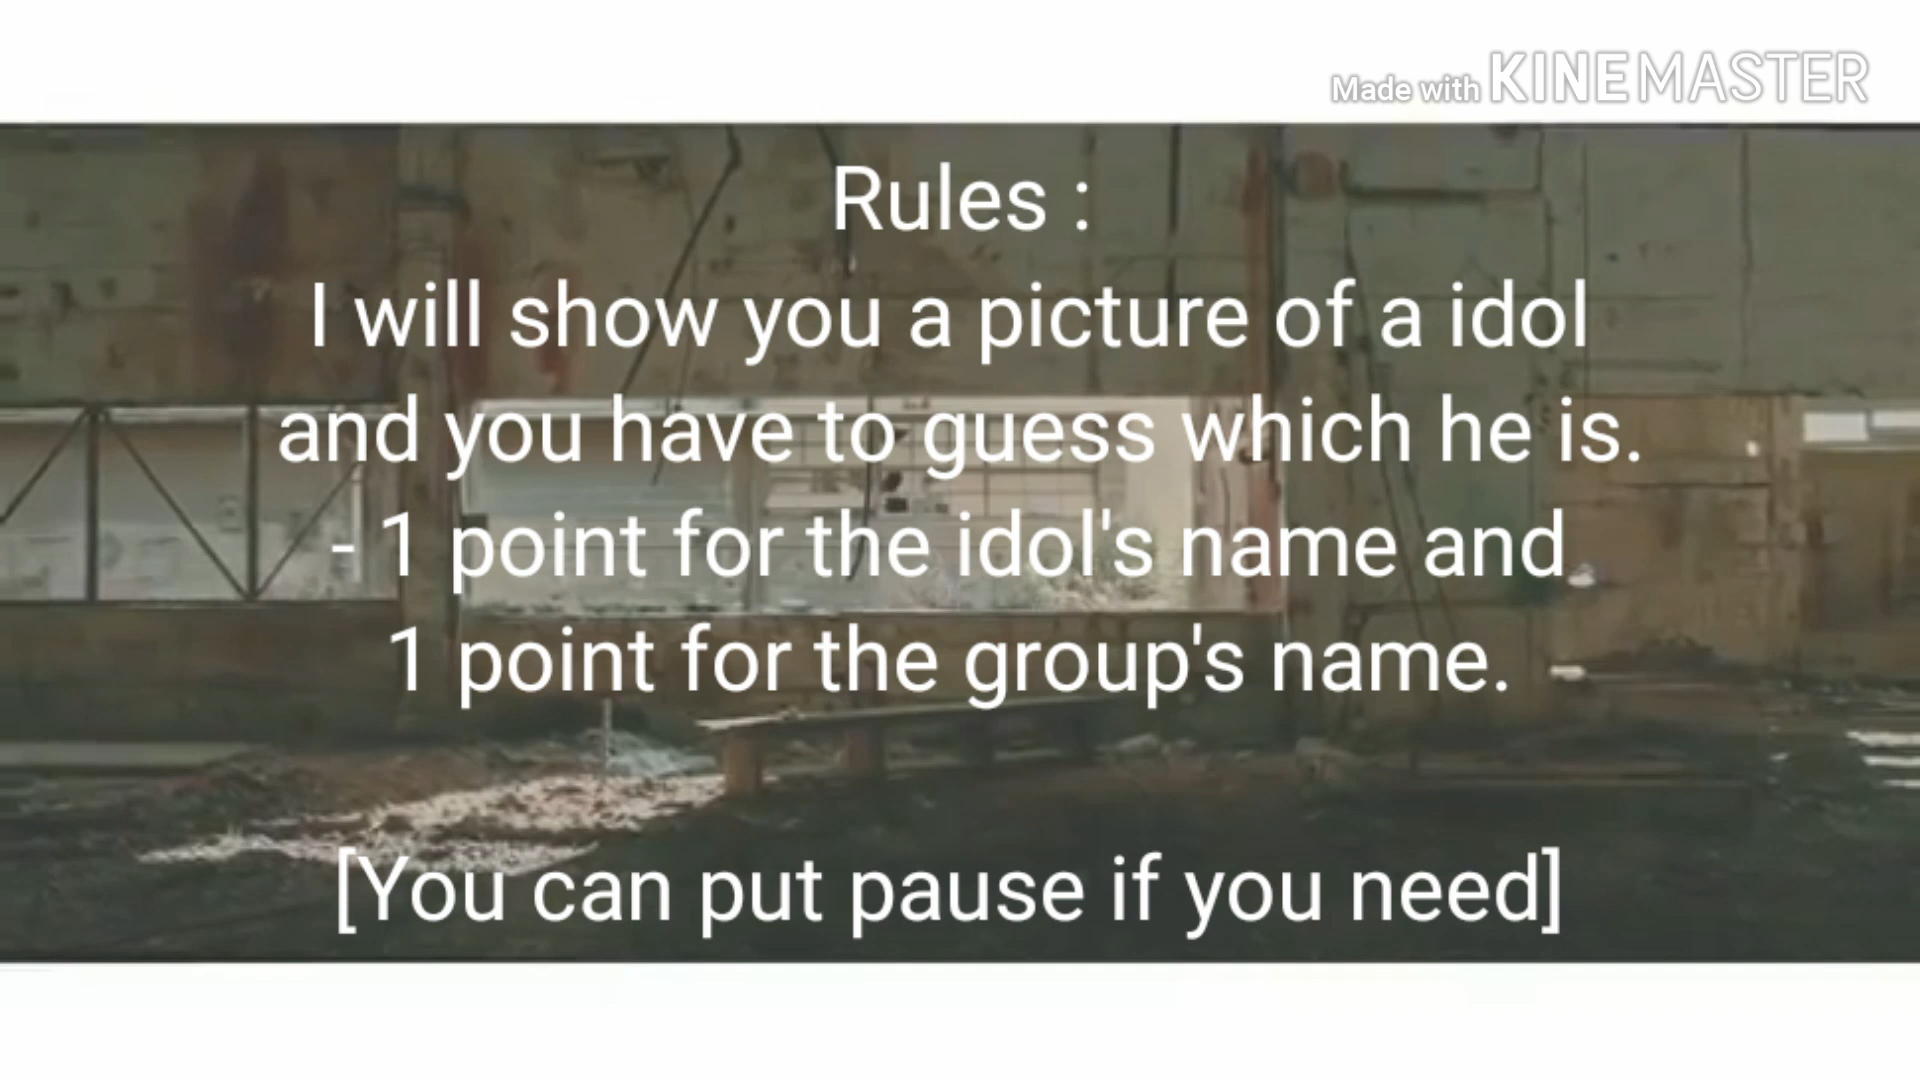 Made with KINEMASTER
Rules :
I will show you a picture of a idol
and you have to guess which he is.
- 1 point for the idol's name and
1 point for the group's name.
[You can put pause if you need]